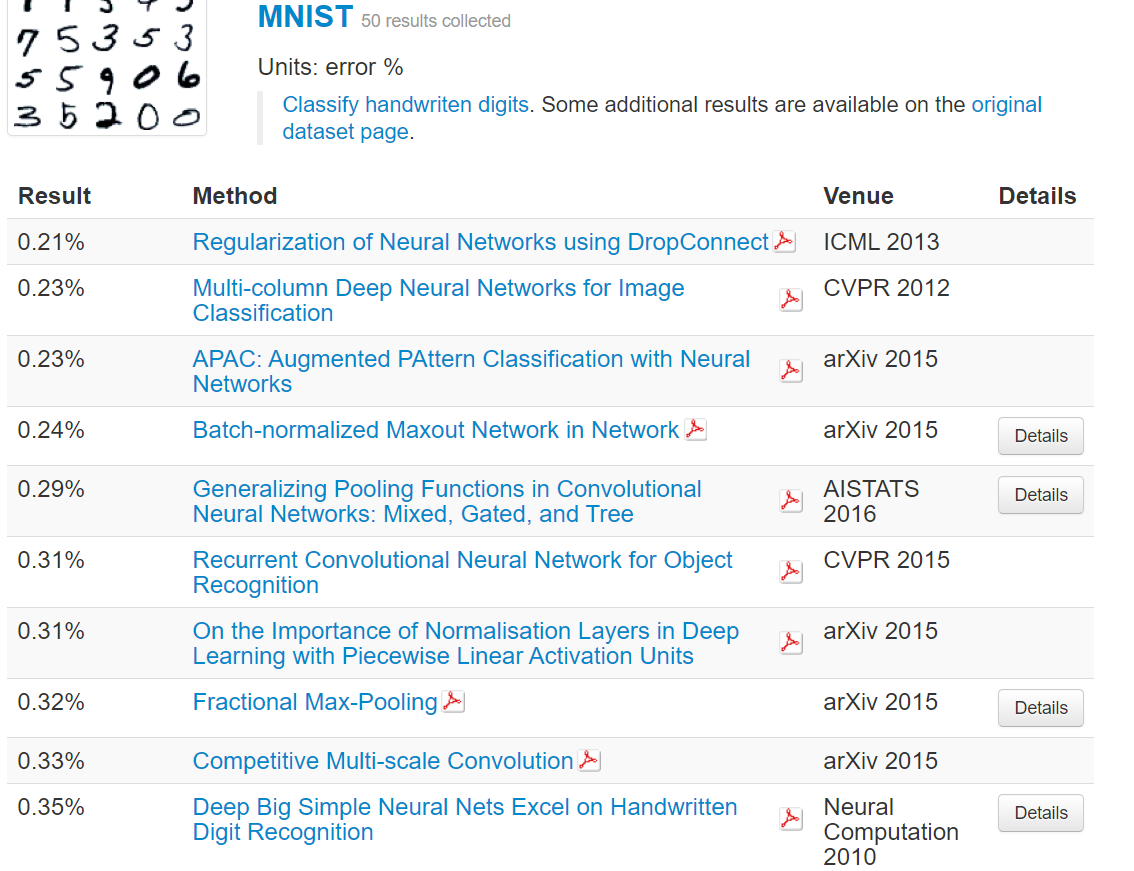 7 5 3 5 3
5 5 9 0 6
3 5 2 0 0
MNIST 50 results collected
Units: error %
Classify handwriten digits. Some additional results are available on the original
dataset page.
Result Method Venue Details
0.21% Regularization of Neural Networks using DropConnect ICML 2013
0.23% Multi-column Deep Neural Networks for Image
Classification CVPR 2012
0.23% APAC: Augmented PAttern Classification with Neural
Networks arXiv 2015
0.24% Batch-normalized Maxout Network in Network arXiv 2015 Details
0.29% Generalizing Pooling Functions in Convolutional
Neural Networks: Mixed, Gated, and Tree AISTATS
2016 Details
0.31% Recurrent Convolutional Neural Network for Object
Recognition CVPR 2015
0.31% On the Importance of Normalisation Layers in Deep
Learning with Piecewise Linear Activation Units arXiv 2015
0.32% Fractional Max-Pooling arXiv 2015 Details
0.33% Competitive Multi-scale Convolution arXiv 2015
0.35% Deep Big Simple Neural Nets Excel on Handwritten
Digit Recognition Neural
Computation
2010 Details